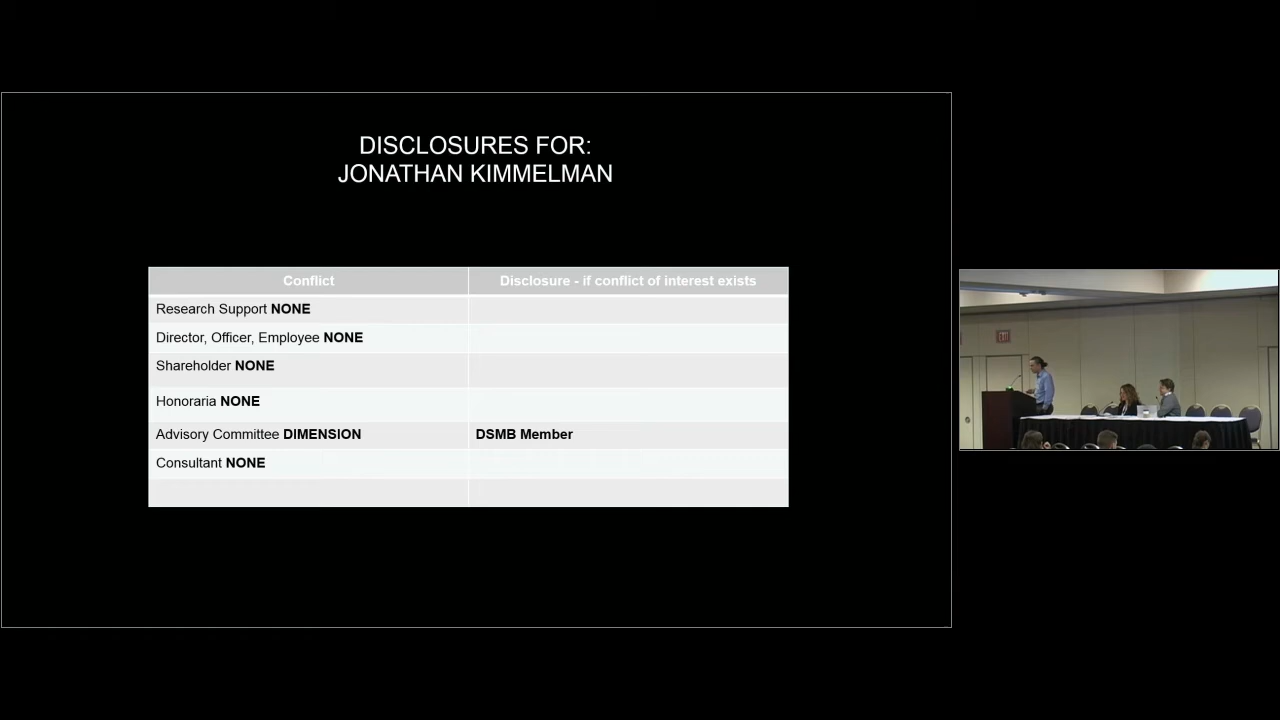 DISCLOSURES FOR:
JONATHAN KIMMELMAN
Conflict
Disclosure - if conflict of interest exists
Research Support NONE
Director, Officer, Employee NONE
Shareholder NONE
Honoraria NONE
Advisory Committee DIMENSION
DSMB Member
Consultant NONE